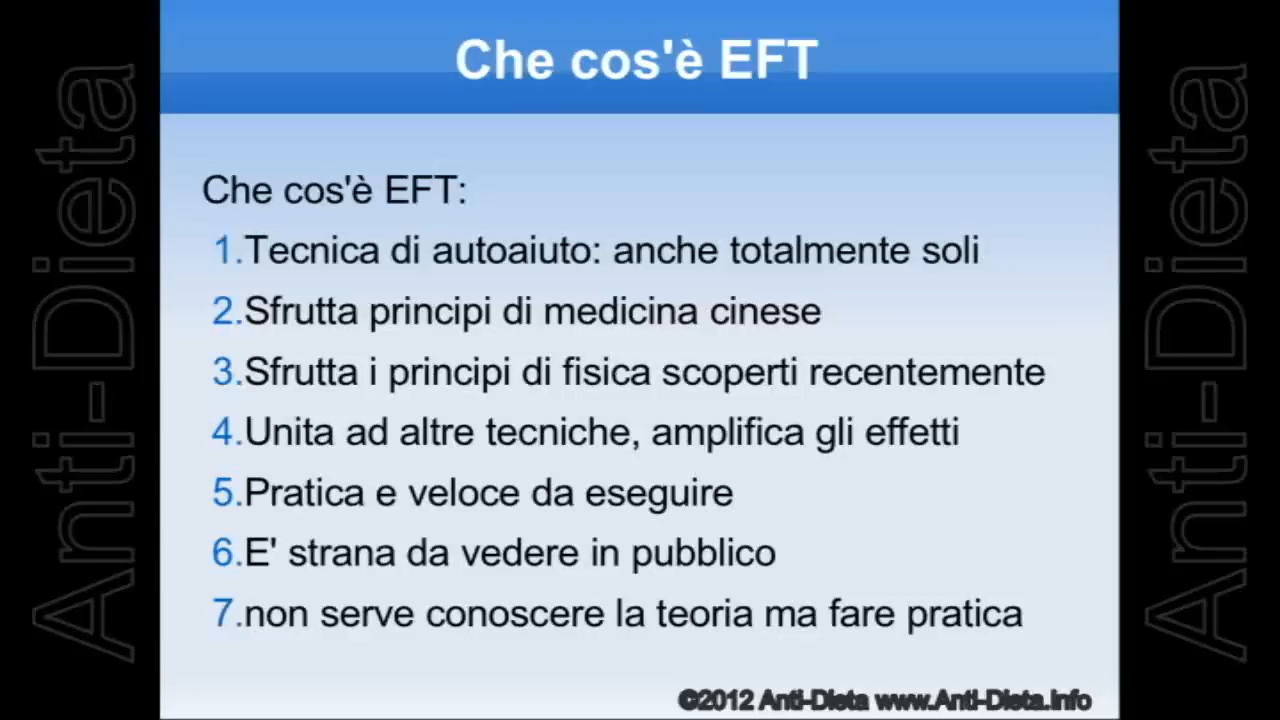 Che cos'è EFT
Che cos'è EFT:
1.Tecnica di autoaiuto: anche totalmente soli
2.Sfrutta principi di medicina cinese
3.Sfrutta i principi di fisica scoperti recentemente
4.Unita ad altre tecniche, amplifica gli effetti
5.Pratica e veloce da eseguire
6.E' strana da vedere in pubblico
7.non serve conoscere la teoria ma fare pratica
©2012 Anti-Dieta www.Anti-Dieta.info
Anti-Dieta
Anti-Dieta